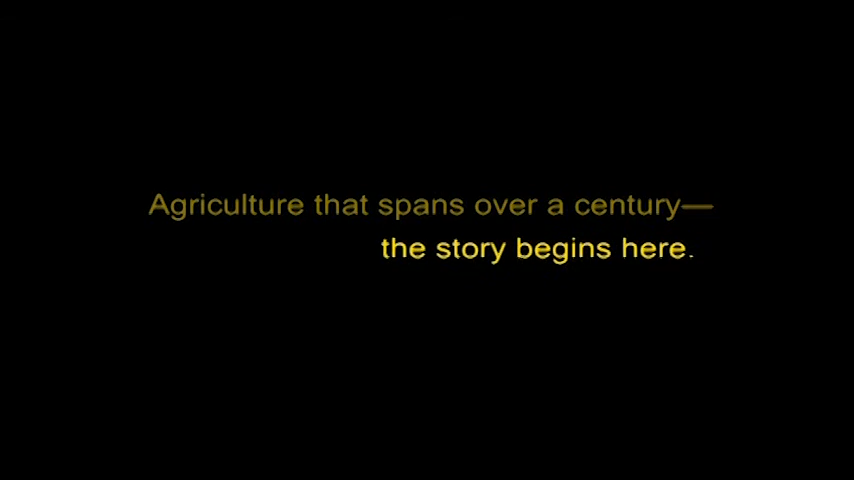 Agriculture that spans over a century—
the story begins here.